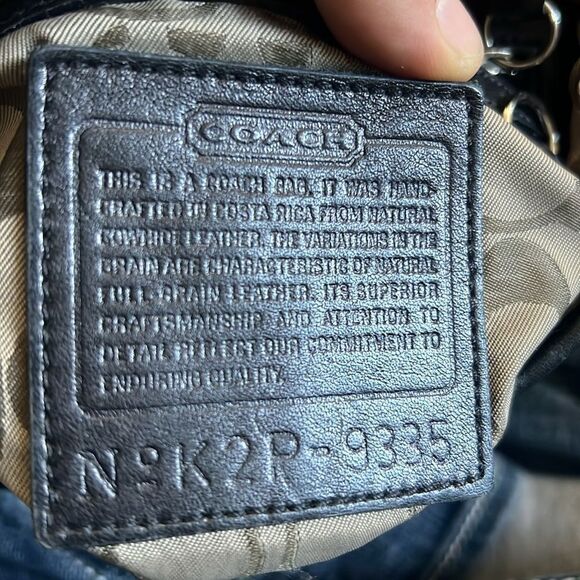 COACH
THIS IS A COACH BAG. IT WAS HAND-
CRAFTED IN COSTA RICA FROM NATURAL
COWHIDE LEATHER. THE VARIATIONS IN THE
GRAIN ARE CHARACTERISTIC OF NATURAL
FULL GRAIN LEATHER. ITS SUPERIOR
CRAFTSMANSHIP AND ATTENTION TO
DETAIL REFLECT OUR COMMITMENT TO
ENDURING QUALITY.
NºK2R-9335